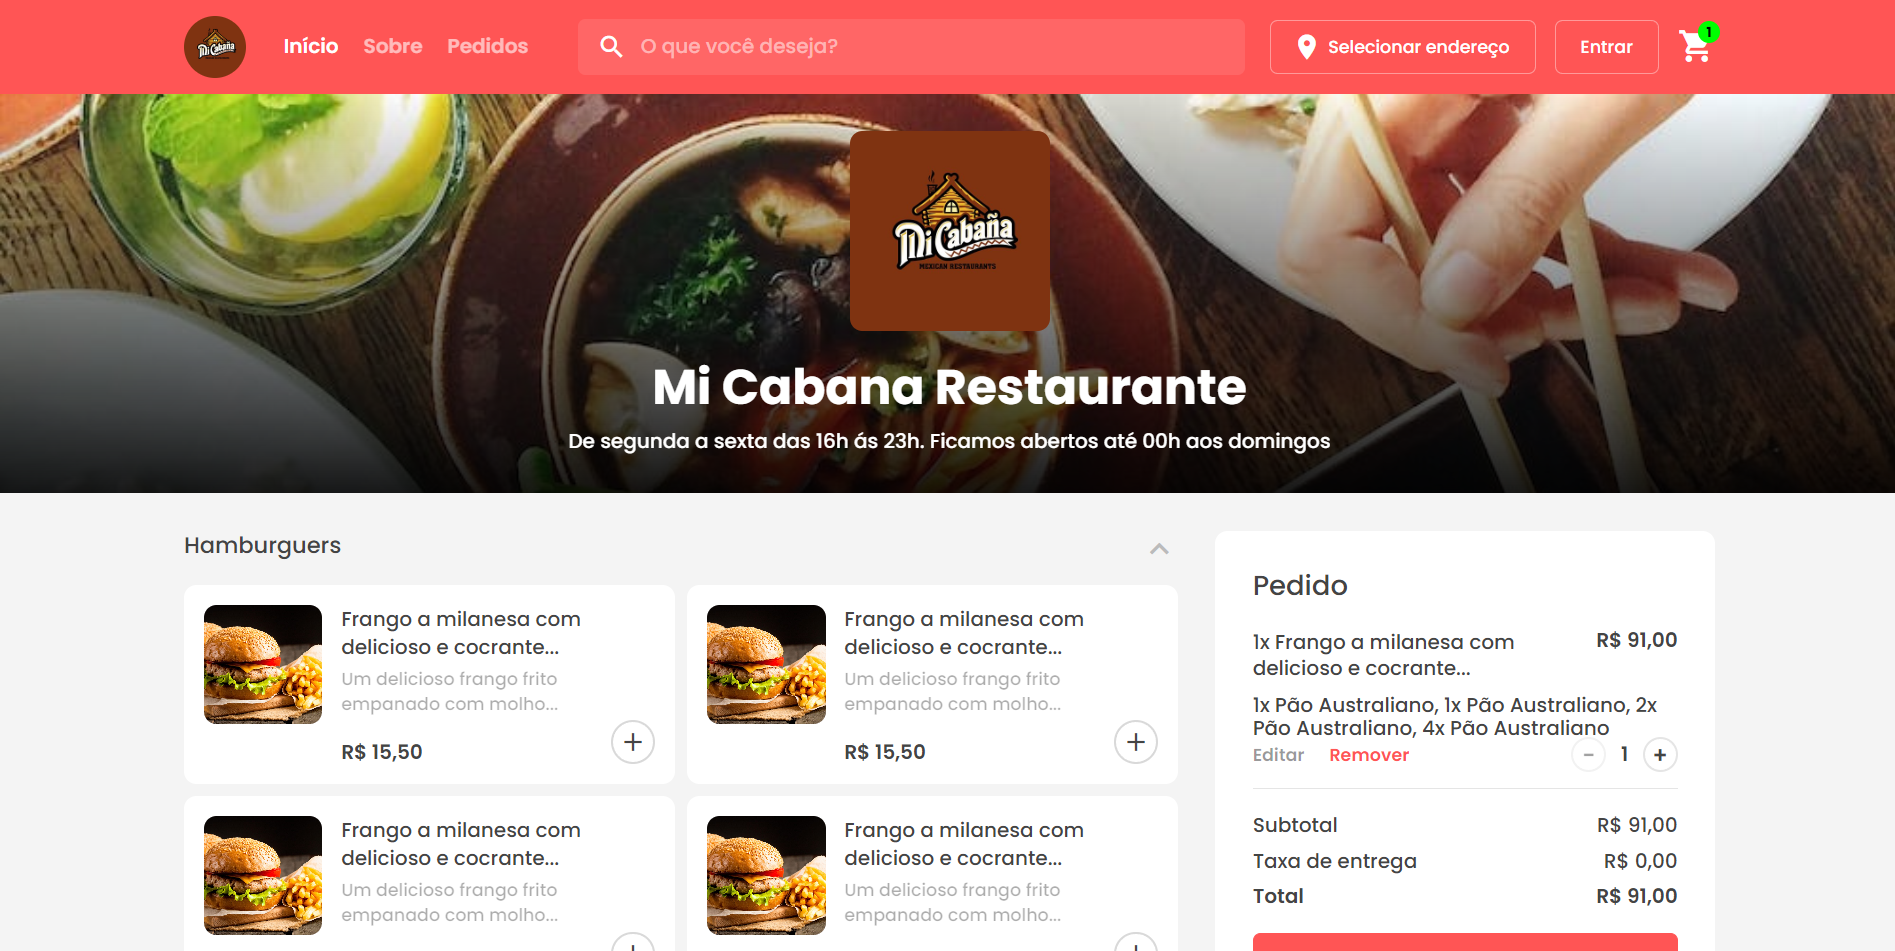 Mi Cabaña
Início
Sobre
Pedidos
O que você deseja?
Selecionar endereço
Entrar
1
Mi Cabaña
MEXICAN RESTAURANTS
Mi Cabana Restaurante
De segunda a sexta das 16h ás 23h. Ficamos abertos até 00h aos domingos
Hamburguers
Frango a milanesa com
delicioso e cocrante...
Um delicioso frango frito
empanado com molho...
R$ 15,50
Frango a milanesa com
delicioso e cocrante...
Um delicioso frango frito
empanado com molho...
R$ 15,50
Frango a milanesa com
delicioso e cocrante...
Um delicioso frango frito
empanado com molho...
Frango a milanesa com
delicioso e cocrante...
Um delicioso frango frito
empanado com molho...
Pedido
1x Frango a milanesa com
delicioso e cocrante...
R$ 91,00
1x Pão Australiano, 1x Pão Australiano, 2x
Pão Australiano, 4x Pão Australiano
Editar
Remover
- 1 +
Subtotal
R$ 91,00
Taxa de entrega
R$ 0,00
Total
R$ 91,00